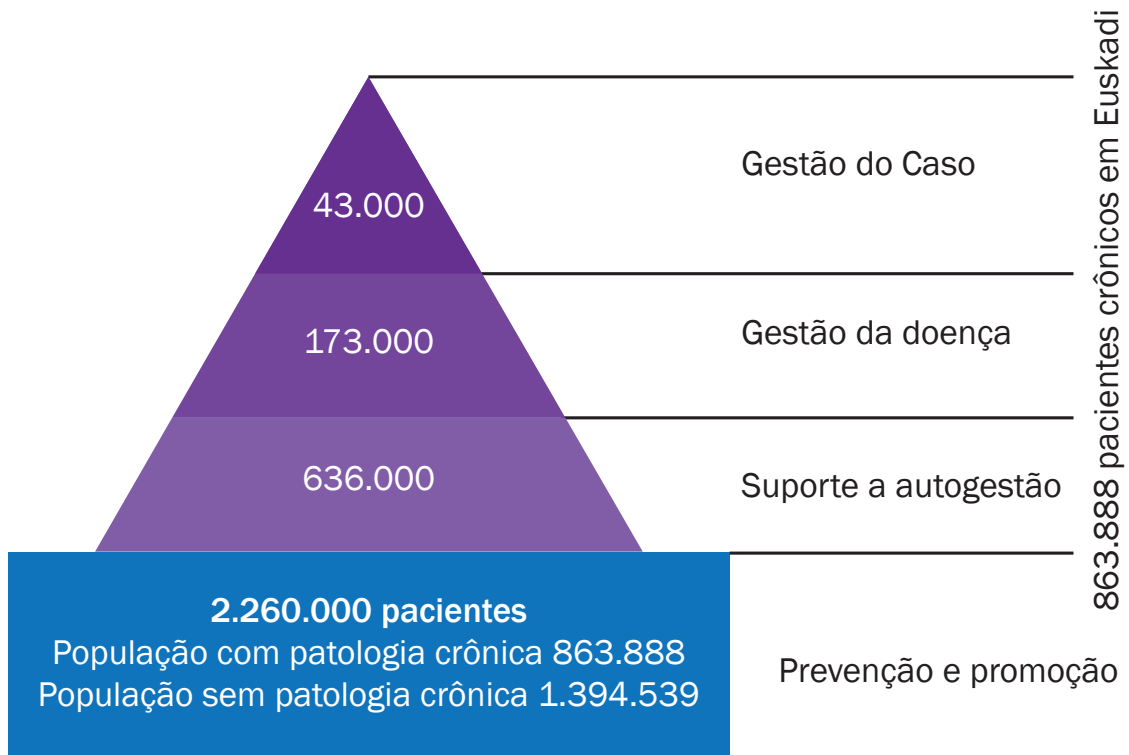 43.000
Gestão do Caso
173.000
Gestão da doença
636.000
Suporte a autogestão
2.260.000 pacientes
População com patologia crônica 863.888
População sem patologia crônica 1.394.539
Prevenção e promoção
863.888 pacientes crônicos em Euskadi